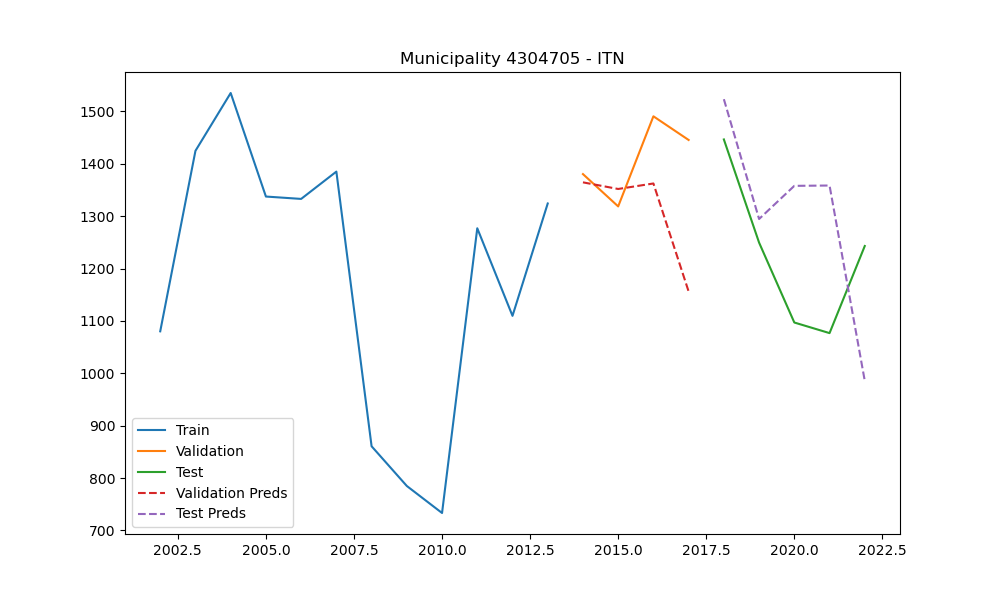 Municipality 4304705 - ITN
1500
1400
1300
1200
1100
1000
900
800
700
Train
Validation
Test
Validation Preds
Test Preds
2002.5 2005.0 2007.5 2010.0 2012.5 2015.0 2017.5 2020.0 2022.5